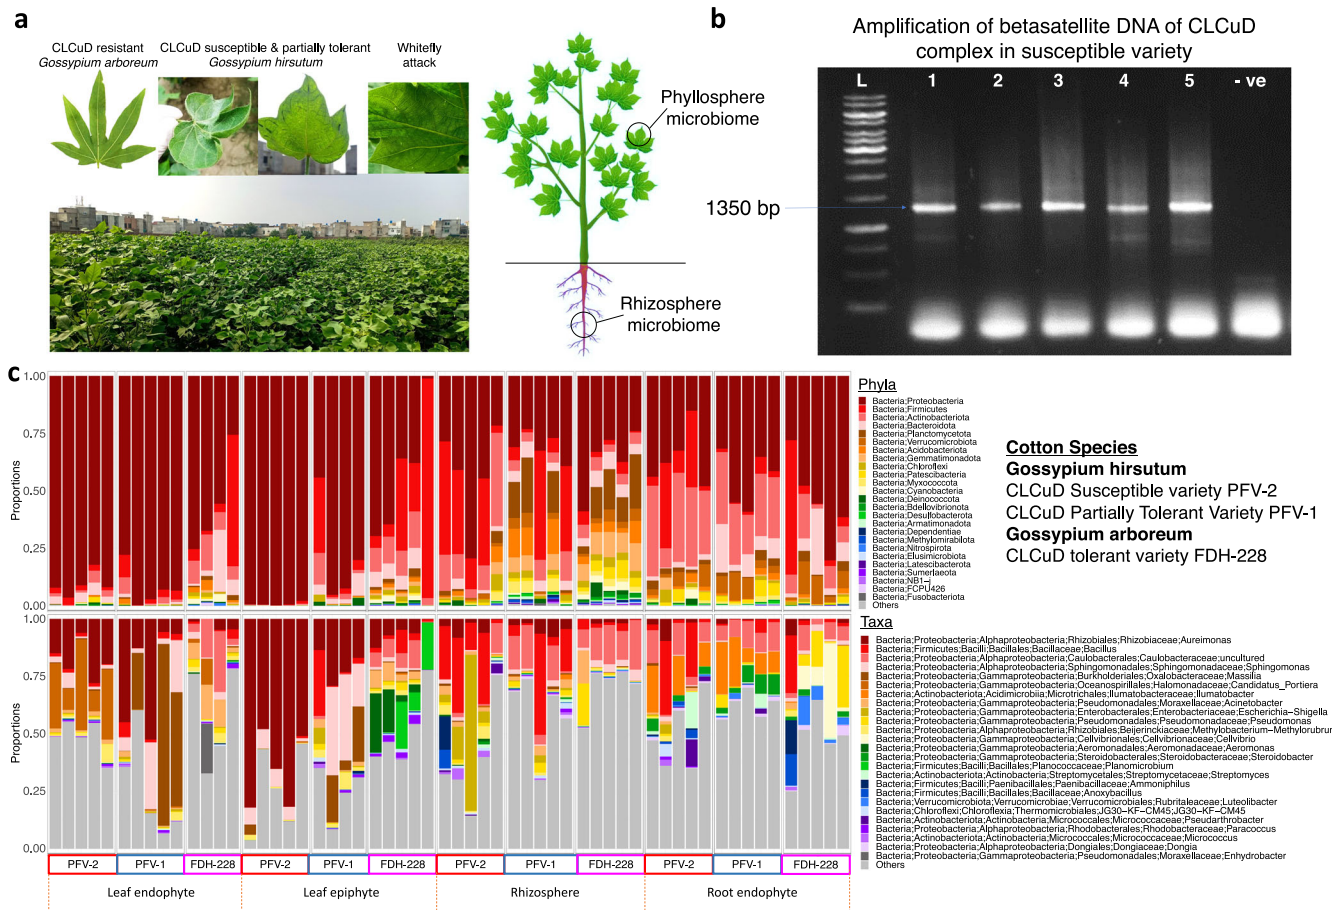 a
CLCuD resistant
Gossypium arboreum
CLCuD susceptible & partially tolerant
Gossypium hirsutum
Whitefly
attack
Phyllosphere
microbiome
Rhizosphere
microbiome
b
Amplification of betasatellite DNA of CLCuD
complex in susceptible variety
L 1 2 3 4 5 - ve
1350 bp
c
Proportions
1.00
0.75
0.50
0.25
0.00
Phyla
Bacteria;Proteobacteria
Bacteria;Firmicutes
Bacteria;Actinobacteriota
Bacteria;Bacteroidota
Bacteria;Planctomycetota
Bacteria;Verrucomicrobiota
Bacteria;Acidobacteriota
Bacteria;Gemmatimonadota
Bacteria;Chloroflexi
Bacteria;Patescibacteria
Bacteria;Myxococcota
Bacteria;Cyanobacteria
Bacteria;Deinococcota
Bacteria;Bdellovibrionota
Bacteria;Desulfobacterota
Bacteria;Armatimonadota
Bacteria;Dependentiae
Bacteria;Methylomirabilota
Bacteria;Nitrospirota
Bacteria;Elusimicrobiota
Bacteria;Latescibacterota
Bacteria;Sumerlaeota
Bacteria;NB1-j
Bacteria;FCPU426
Bacteria;Fusobacteriota
Others
Cotton Species
Gossypium hirsutum
CLCuD Susceptible variety PFV-2
CLCuD Partially Tolerant Variety PFV-1
Gossypium arboreum
CLCuD tolerant variety FDH-228
Proportions
1.00
0.75
0.50
0.25
0.00
Taxa
Bacteria;Proteobacteria;Alphaproteobacteria;Rhizobiales;Rhizobiaceae;Aureimonas
Bacteria;Firmicutes;Bacilli;Bacillales;Bacillaceae;Bacillus
Bacteria;Proteobacteria;Alphaproteobacteria;Caulobacterales;Caulobacteraceae;uncultured
Bacteria;Proteobacteria;Alphaproteobacteria;Sphingomonadales;Sphingomonadaceae;Sphingomonas
Bacteria;Proteobacteria;Gammaproteobacteria;Burkholderiales;Oxalobacteraceae;Massilia
Bacteria;Proteobacteria;Gammaproteobacteria;Oceanospirillales;Halomonadaceae;Candidatus_Portiera
Bacteria;Actinobacteriota;Acidimicrobiia;Microtrichales;Ilumatobacteraceae;Ilumatobacter
Bacteria;Proteobacteria;Gammaproteobacteria;Pseudomonadales;Moraxellaceae;Acinetobacter
Bacteria;Proteobacteria;Gammaproteobacteria;Enterobacterales;Enterobacteriaceae;Escherichia-Shigella
Bacteria;Proteobacteria;Gammaproteobacteria;Pseudomonadales;Pseudomonadaceae;Pseudomonas
Bacteria;Proteobacteria;Alphaproteobacteria;Rhizobiales;Beijerinckiaceae;Methylobacterium-Methylorubrum
Bacteria;Proteobacteria;Gammaproteobacteria;Cellvibrionales;Cellvibrionaceae;Cellvibrio
Bacteria;Proteobacteria;Gammaproteobacteria;Aeromonadales;Aeromonadaceae;Aeromonas
Bacteria;Proteobacteria;Gammaproteobacteria;Steroidobacterales;Steroidobacteraceae;Steroidobacter
Bacteria;Firmicutes;Bacilli;Bacillales;Planococcaceae;Planomicrobium
Bacteria;Actinobacteriota;Actinobacteria;Streptomycetales;Streptomycetaceae;Streptomyces
Bacteria;Firmicutes;Bacilli;Paenibacillales;Paenibacillaceae;Ammoniphilus
Bacteria;Firmicutes;Bacilli;Bacillales;Bacillaceae;Anoxybacillus
Bacteria;Verrucomicrobiota;Verrucomicrobiae;Verrucomicrobiales;Rubritaleaceae;Luteolibacter
Bacteria;Chloroflexi;Chloroflexia;Thermomicrobiales;JG30-KF-CM45;JG30-KF-CM45
Bacteria;Actinobacteriota;Actinobacteria;Micrococcales;Micrococcaceae;Pseudarthrobacter
Bacteria;Proteobacteria;Alphaproteobacteria;Rhodobacterales;Rhodobacteraceae;Paracoccus
Bacteria;Actinobacteriota;Actinobacteria;Micrococcales;Micrococcaceae;Micrococcus
Bacteria;Proteobacteria;Alphaproteobacteria;Dongiales;Dongiaceae;Dongia
Bacteria;Proteobacteria;Gammaproteobacteria;Pseudomonadales;Moraxellaceae;Enhydrobacter
Others
PFV-2 PFV-1 FDH-228 PFV-2 PFV-1 FDH-228 PFV-2 PFV-1 FDH-228 PFV-2 PFV-1 FDH-228
Leaf endophyte Leaf epiphyte Rhizosphere Root endophyte